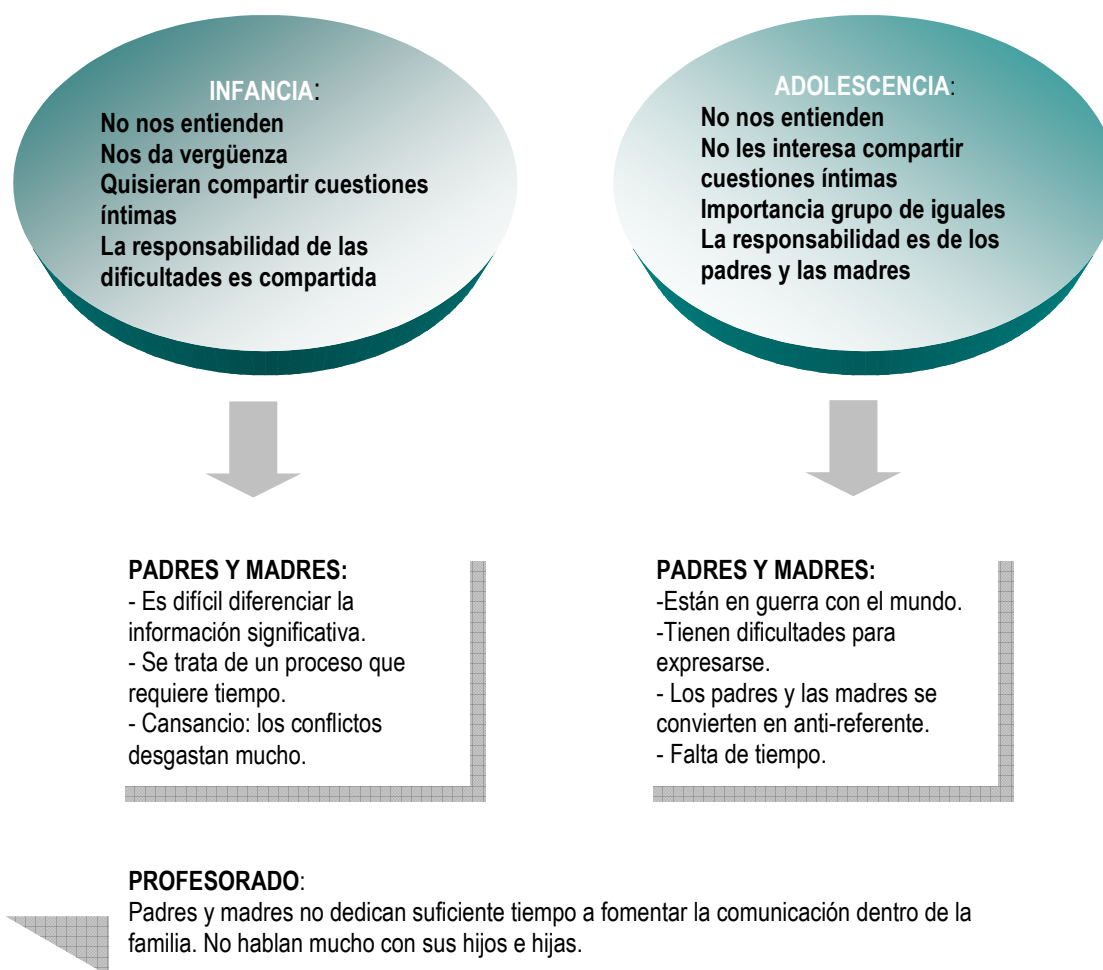 INFANCIA:
No nos entienden
Nos da vergüenza
Quisieran compartir cuestiones
íntimas
La responsabilidad de las
dificultades es compartida
ADOLESCENCIA:
No nos entienden
No les interesa compartir
cuestiones íntimas
Importancia grupo de iguales
La responsabilidad es de los
padres y las madres
PADRES Y MADRES:
- Es difícil diferenciar la
información significativa.
- Se trata de un proceso que
requiere tiempo.
- Cansancio: los conflictos
desgastan mucho.
PADRES Y MADRES:
-Están en guerra con el mundo.
-Tienen dificultades para
expresarse.
- Los padres y las madres se
convierten en anti-referente.
- Falta de tiempo.
PROFESORADO:
Padres y madres no dedican suficiente tiempo a fomentar la comunicación dentro de la
familia. No hablan mucho con sus hijos e hijas.